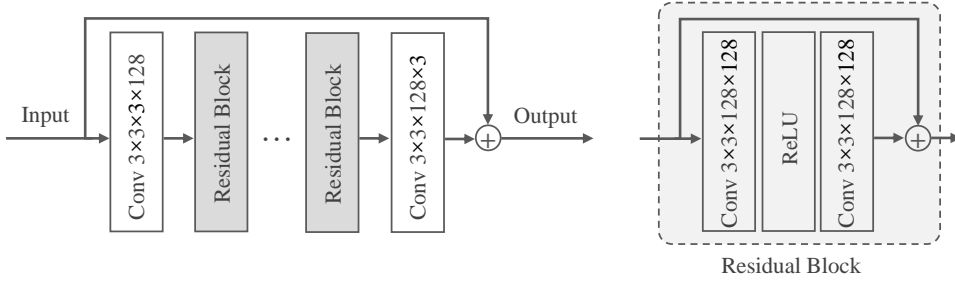 Input
Conv 3×3×3×128
Residual Block
...
Residual Block
Conv 3×3×128×3
+
Output
Conv 3×3×128×128
ReLU
Conv 3×3×128×128
+
Residual Block